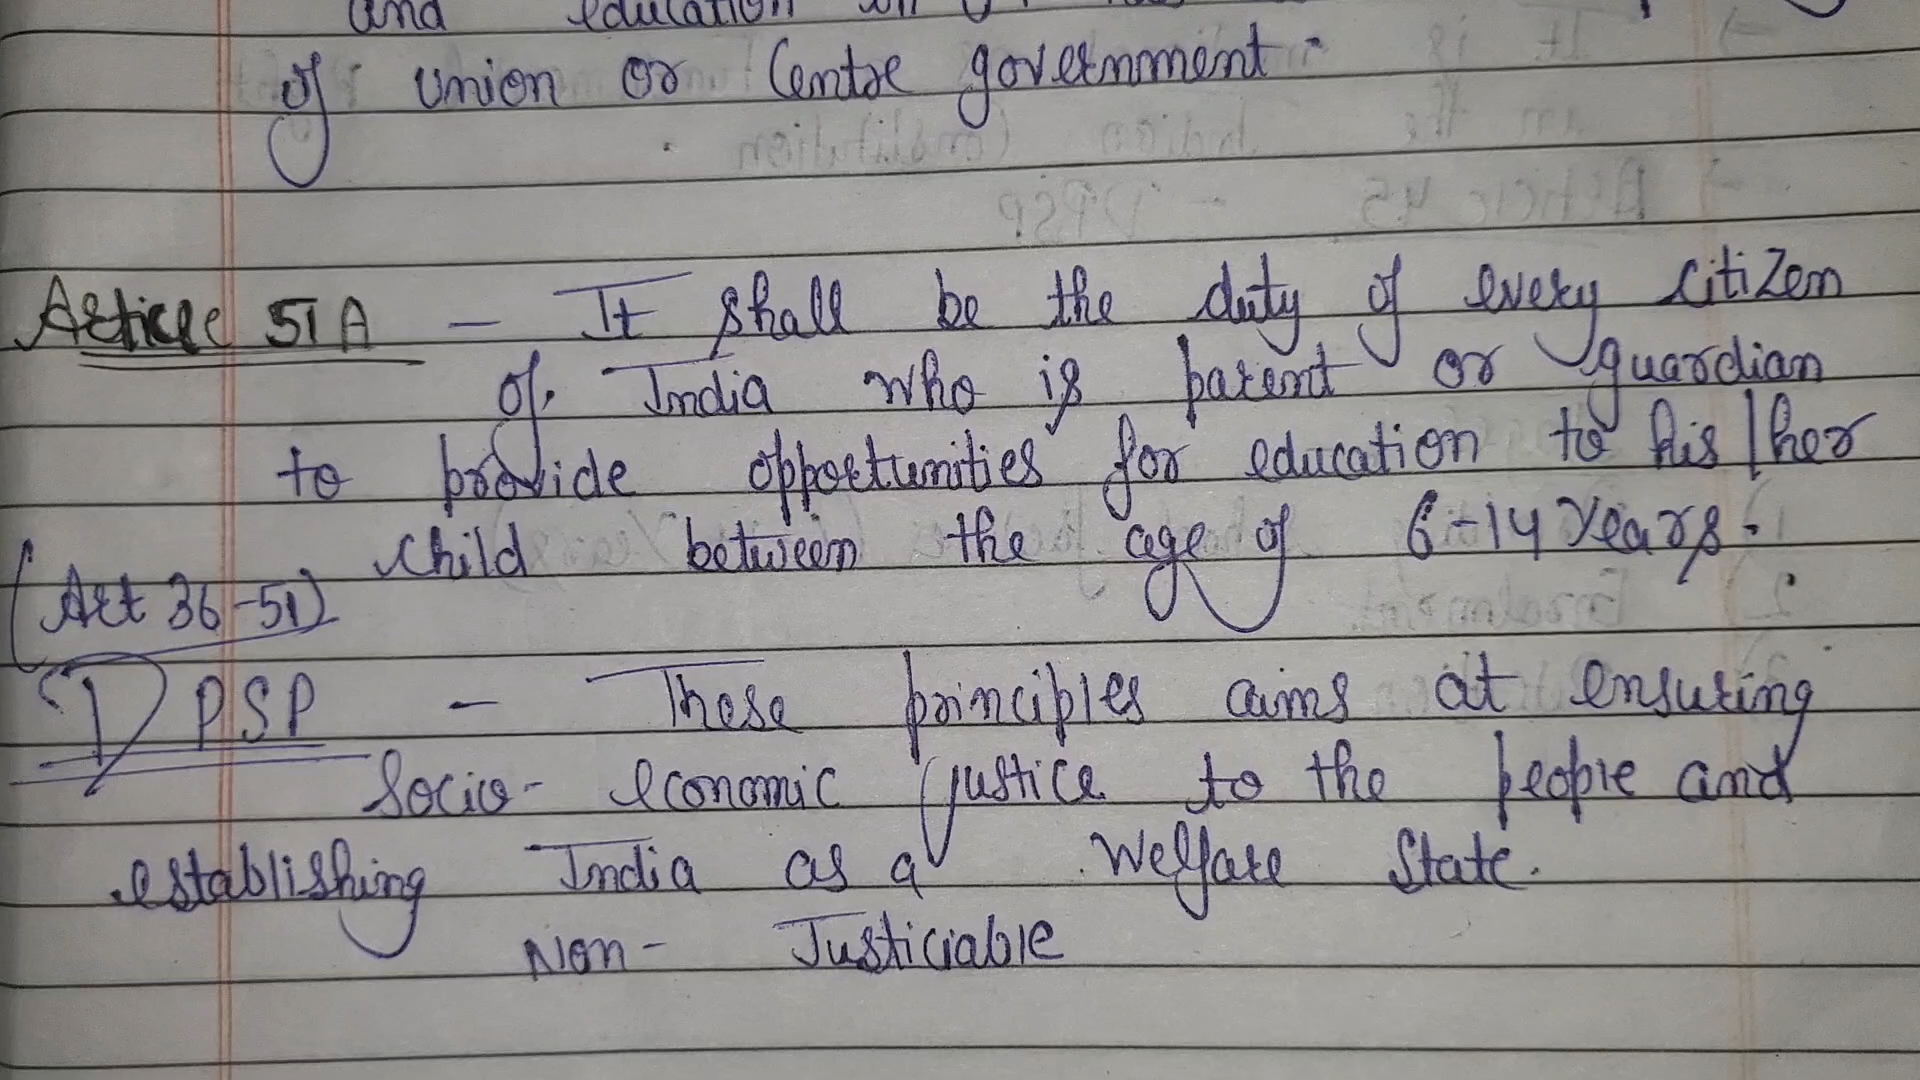 and education
of union or Centre government.
Article 51A - It shall be the duty of every citizen
of India who is parent or guardian
to provide opportunities for education to his/her
child between the age of 6-14 years.
(Art 36-51)
DPSP - These principles aims at ensuring
Socio-economic justice to the people and
establishing India as a Welfare State.
Non-Justiciable